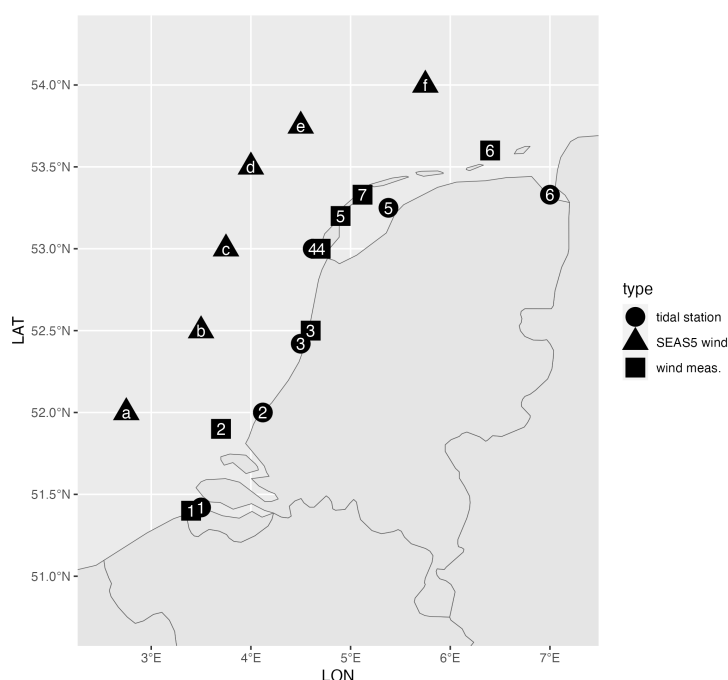 54.0°N
53.5°N
53.0°N
52.5°N
52.0°N
51.5°N
51.0°N
LAT
f
e
d
6
7
5
5
6
c
44
b
3
3
a
2
2
1 1
3°E 4°E 5°E 6°E 7°E
LON
type
tidal station
SEAS5 wind
wind meas.